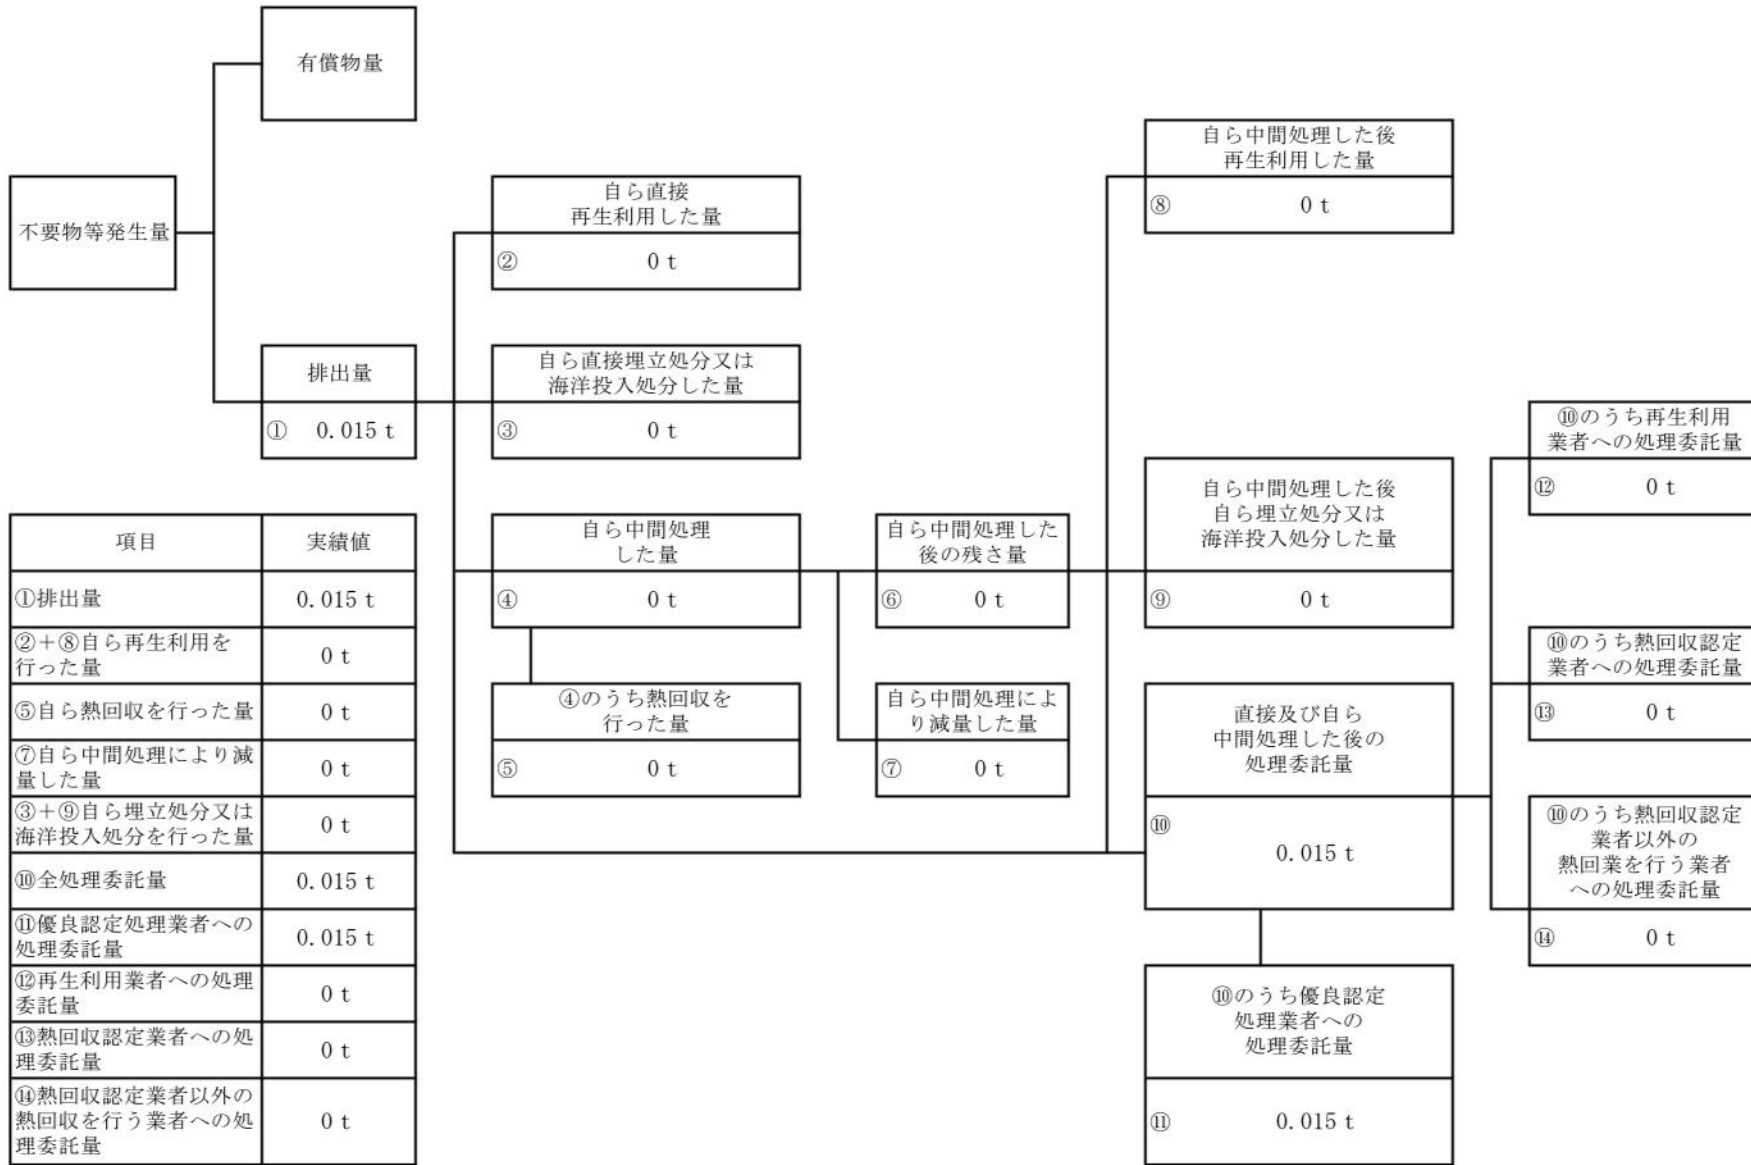 有償物量
不要物等発生量
排出量
① 0.015 t
自ら直接
再生利用した量
② 0 t
自ら直接埋立処分又は
海洋投入処分した量
③ 0 t
自ら中間処理
した量
④ 0 t
④のうち熱回収を
行った量
⑤ 0 t
自ら中間処理した
後の残さ量
⑥ 0 t
自ら中間処理によ
り減量した量
⑦ 0 t
自ら中間処理した後
再生利用した量
⑧ 0 t
自ら中間処理した後
自ら埋立処分又は
海洋投入処分した量
⑨ 0 t
直接及び自ら
中間処理した後の
処理委託量
⑩
0.015 t
⑩のうち優良認定
処理業者への
処理委託量
⑪ 0.015 t
⑩のうち再生利用
業者への処理委託量
⑫ 0 t
⑩のうち熱回収認定
業者への処理委託量
⑬ 0 t
⑩のうち熱回収認定
業者以外の
熱回業を行う業者
への処理委託量
⑭ 0 t
項目 実績値
①排出量 0.015 t
②+⑧自ら再生利用を
行った量 0 t
⑤自ら熱回収を行った量 0 t
⑦自ら中間処理により減
量した量 0 t
③+⑨自ら埋立処分又は
海洋投入処分を行った量 0 t
⑩全処理委託量 0.015 t
⑪優良認定処理業者への
処理委託量 0.015 t
⑫再生利用業者への処理
委託量 0 t
⑬熱回収認定業者への処
理委託量 0 t
⑭熱回収認定業者以外の
熱回収を行う業者への処 0 t
理委託量